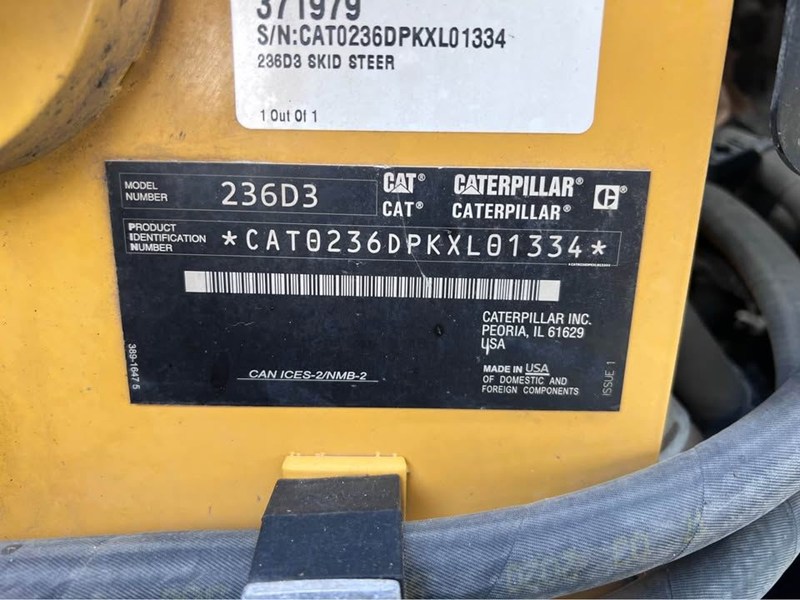 371979
S/N:CAT0236DPKXL01334
236D3 SKID STEER
1 Out Of 1
MODEL NUMBER 236D3
CAT® CATERPILLAR® C®
CAT® CATERPILLAR®
PRODUCT IDENTIFICATION NUMBER *CAT0236DPKXL01334*
CATERPILLAR INC.
PEORIA, IL 61629
USA
MADE IN USA
OF DOMESTIC AND
FOREIGN COMPONENTS
CAN ICES-2/NMB-2
389-1647 5
ISSUE 1